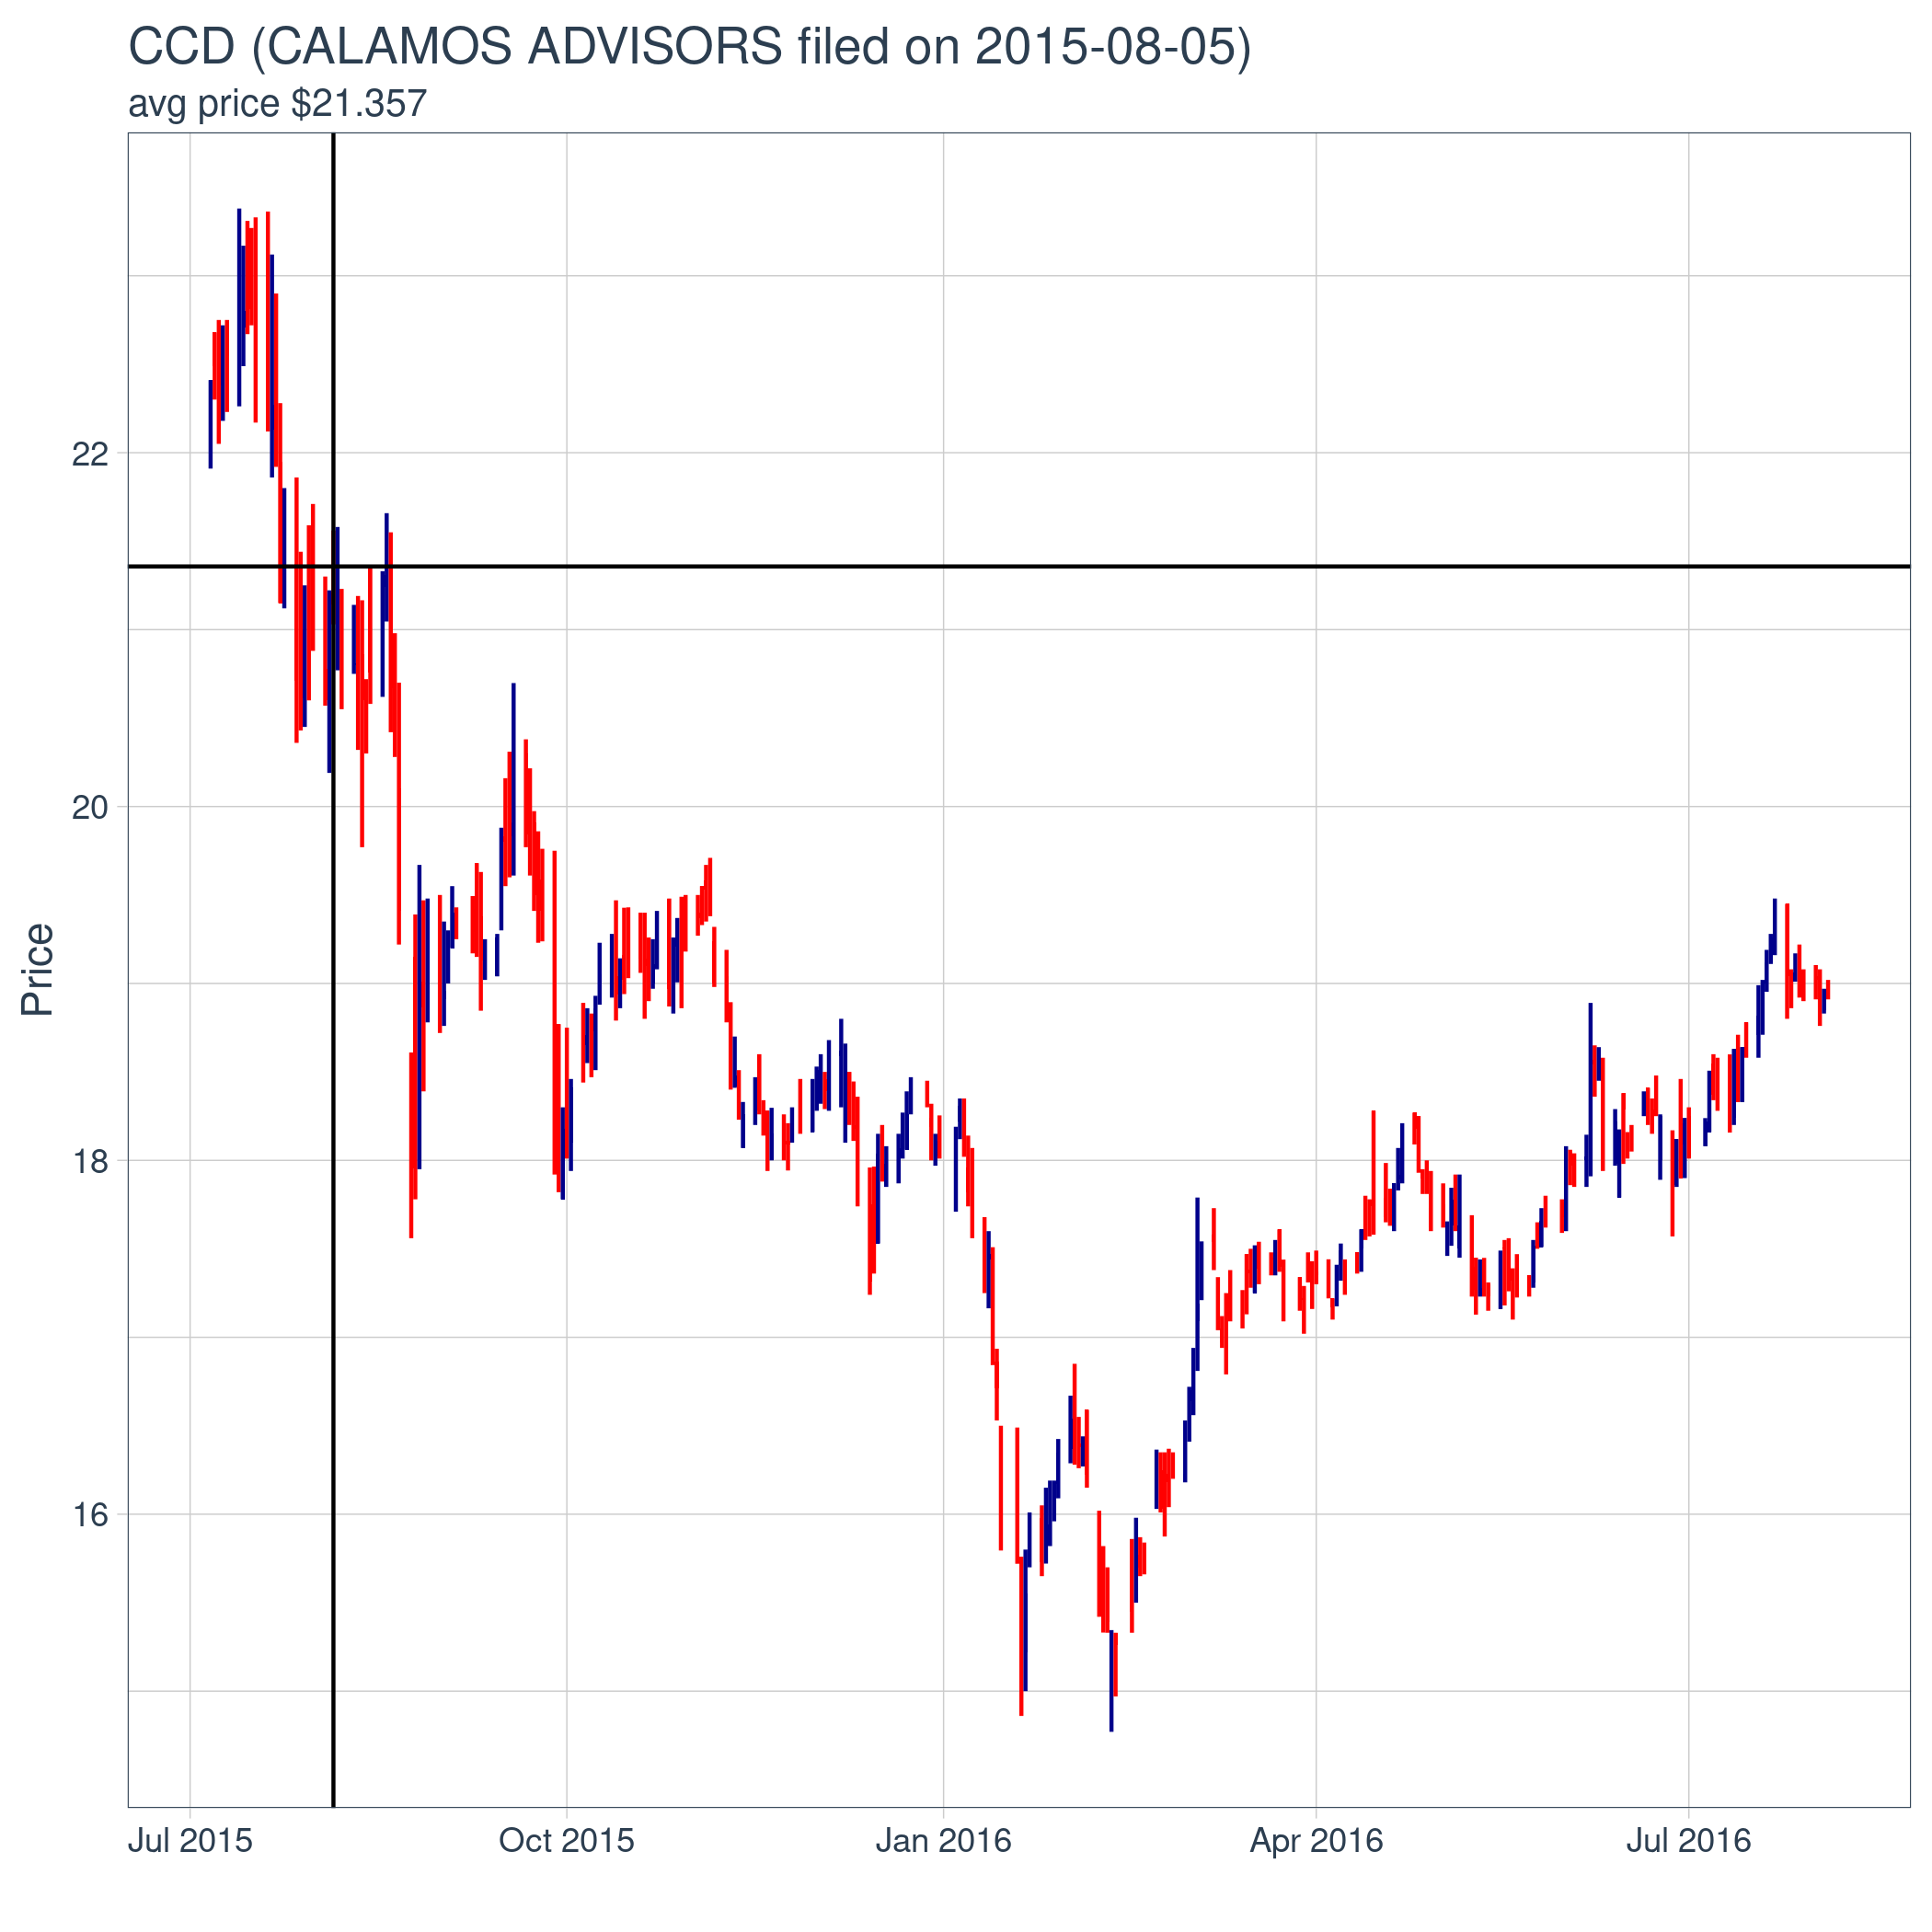 CCD (CALAMOS ADVISORS filed on 2015-08-05)
avg price $21.357
22
20
18
16
Price
Jul 2015
Oct 2015
Jan 2016
Apr 2016
Jul 2016